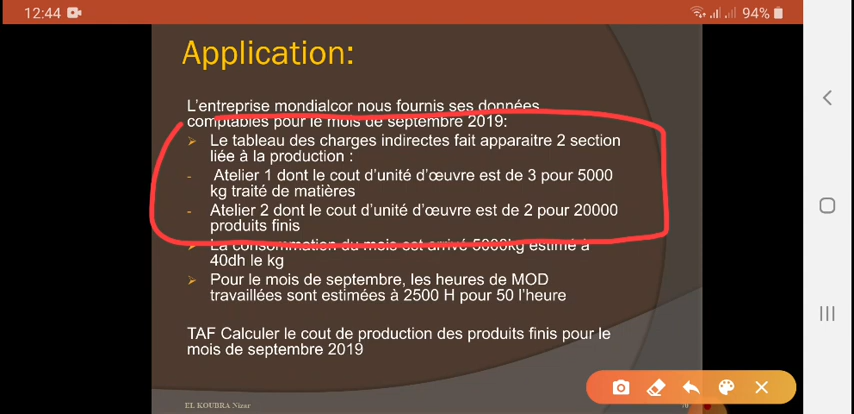 12:44
94%
Application:
L'entreprise mondialcor nous fournis ses données
comptables pour le mois de septembre 2019:
Le tableau des charges indirectes fait apparaitre 2 section
liée à la production :
- Atelier 1 dont le cout d'unité d'œuvre est de 3 pour 5000
kg traité de matières
- Atelier 2 dont le cout d'unité d'œuvre est de 2 pour 20000
produits finis
La consommation du mois est arrivé 5000kg estimé à
40dh le kg
Pour le mois de septembre, les heures de MOD
travaillées sont estimées à 2500 H pour 50 l'heure
TAF Calculer le cout de production des produits finis pour le
mois de septembre 2019
EL KOUBRA Nizar